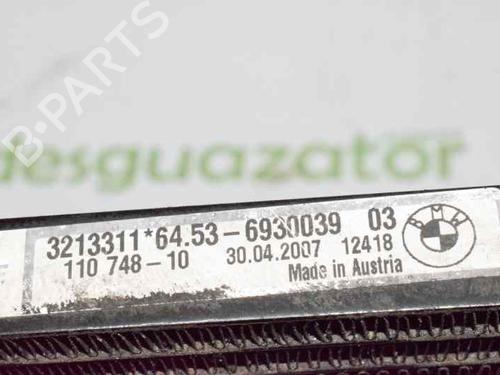 B-PARTS
desguazator
3213311*64.53-6930039 03
110 748-10 30.04.2007 12418
Made in Austria
BMW